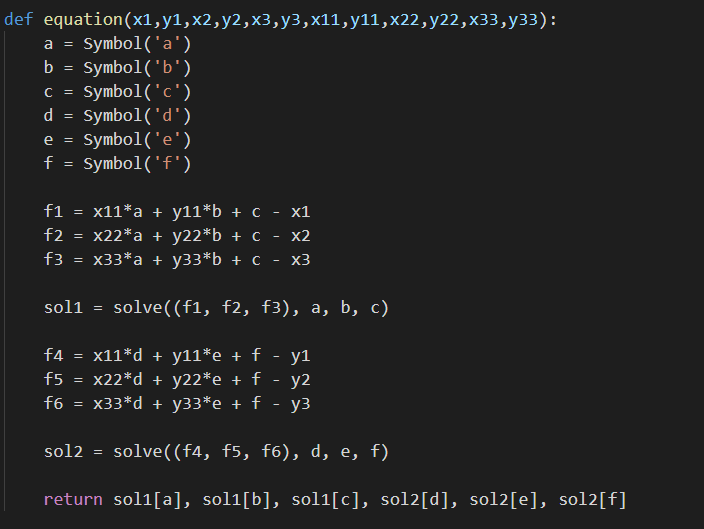 def equation(x1,y1,x2,y2,x3,y3,x11,y11,x22,y22,x33,y33):
    a = Symbol('a')
    b = Symbol('b')
    c = Symbol('c')
    d = Symbol('d')
    e = Symbol('e')
    f = Symbol('f')
    f1 = x11*a + y11*b + c - x1
    f2 = x22*a + y22*b + c - x2
    f3 = x33*a + y33*b + c - x3
    sol1 = solve((f1, f2, f3), a, b, c)
    f4 = x11*d + y11*e + f - y1
    f5 = x22*d + y22*e + f - y2
    f6 = x33*d + y33*e + f - y3
    sol2 = solve((f4, f5, f6), d, e, f)
    return sol1[a], sol1[b], sol1[c], sol2[d], sol2[e], sol2[f]